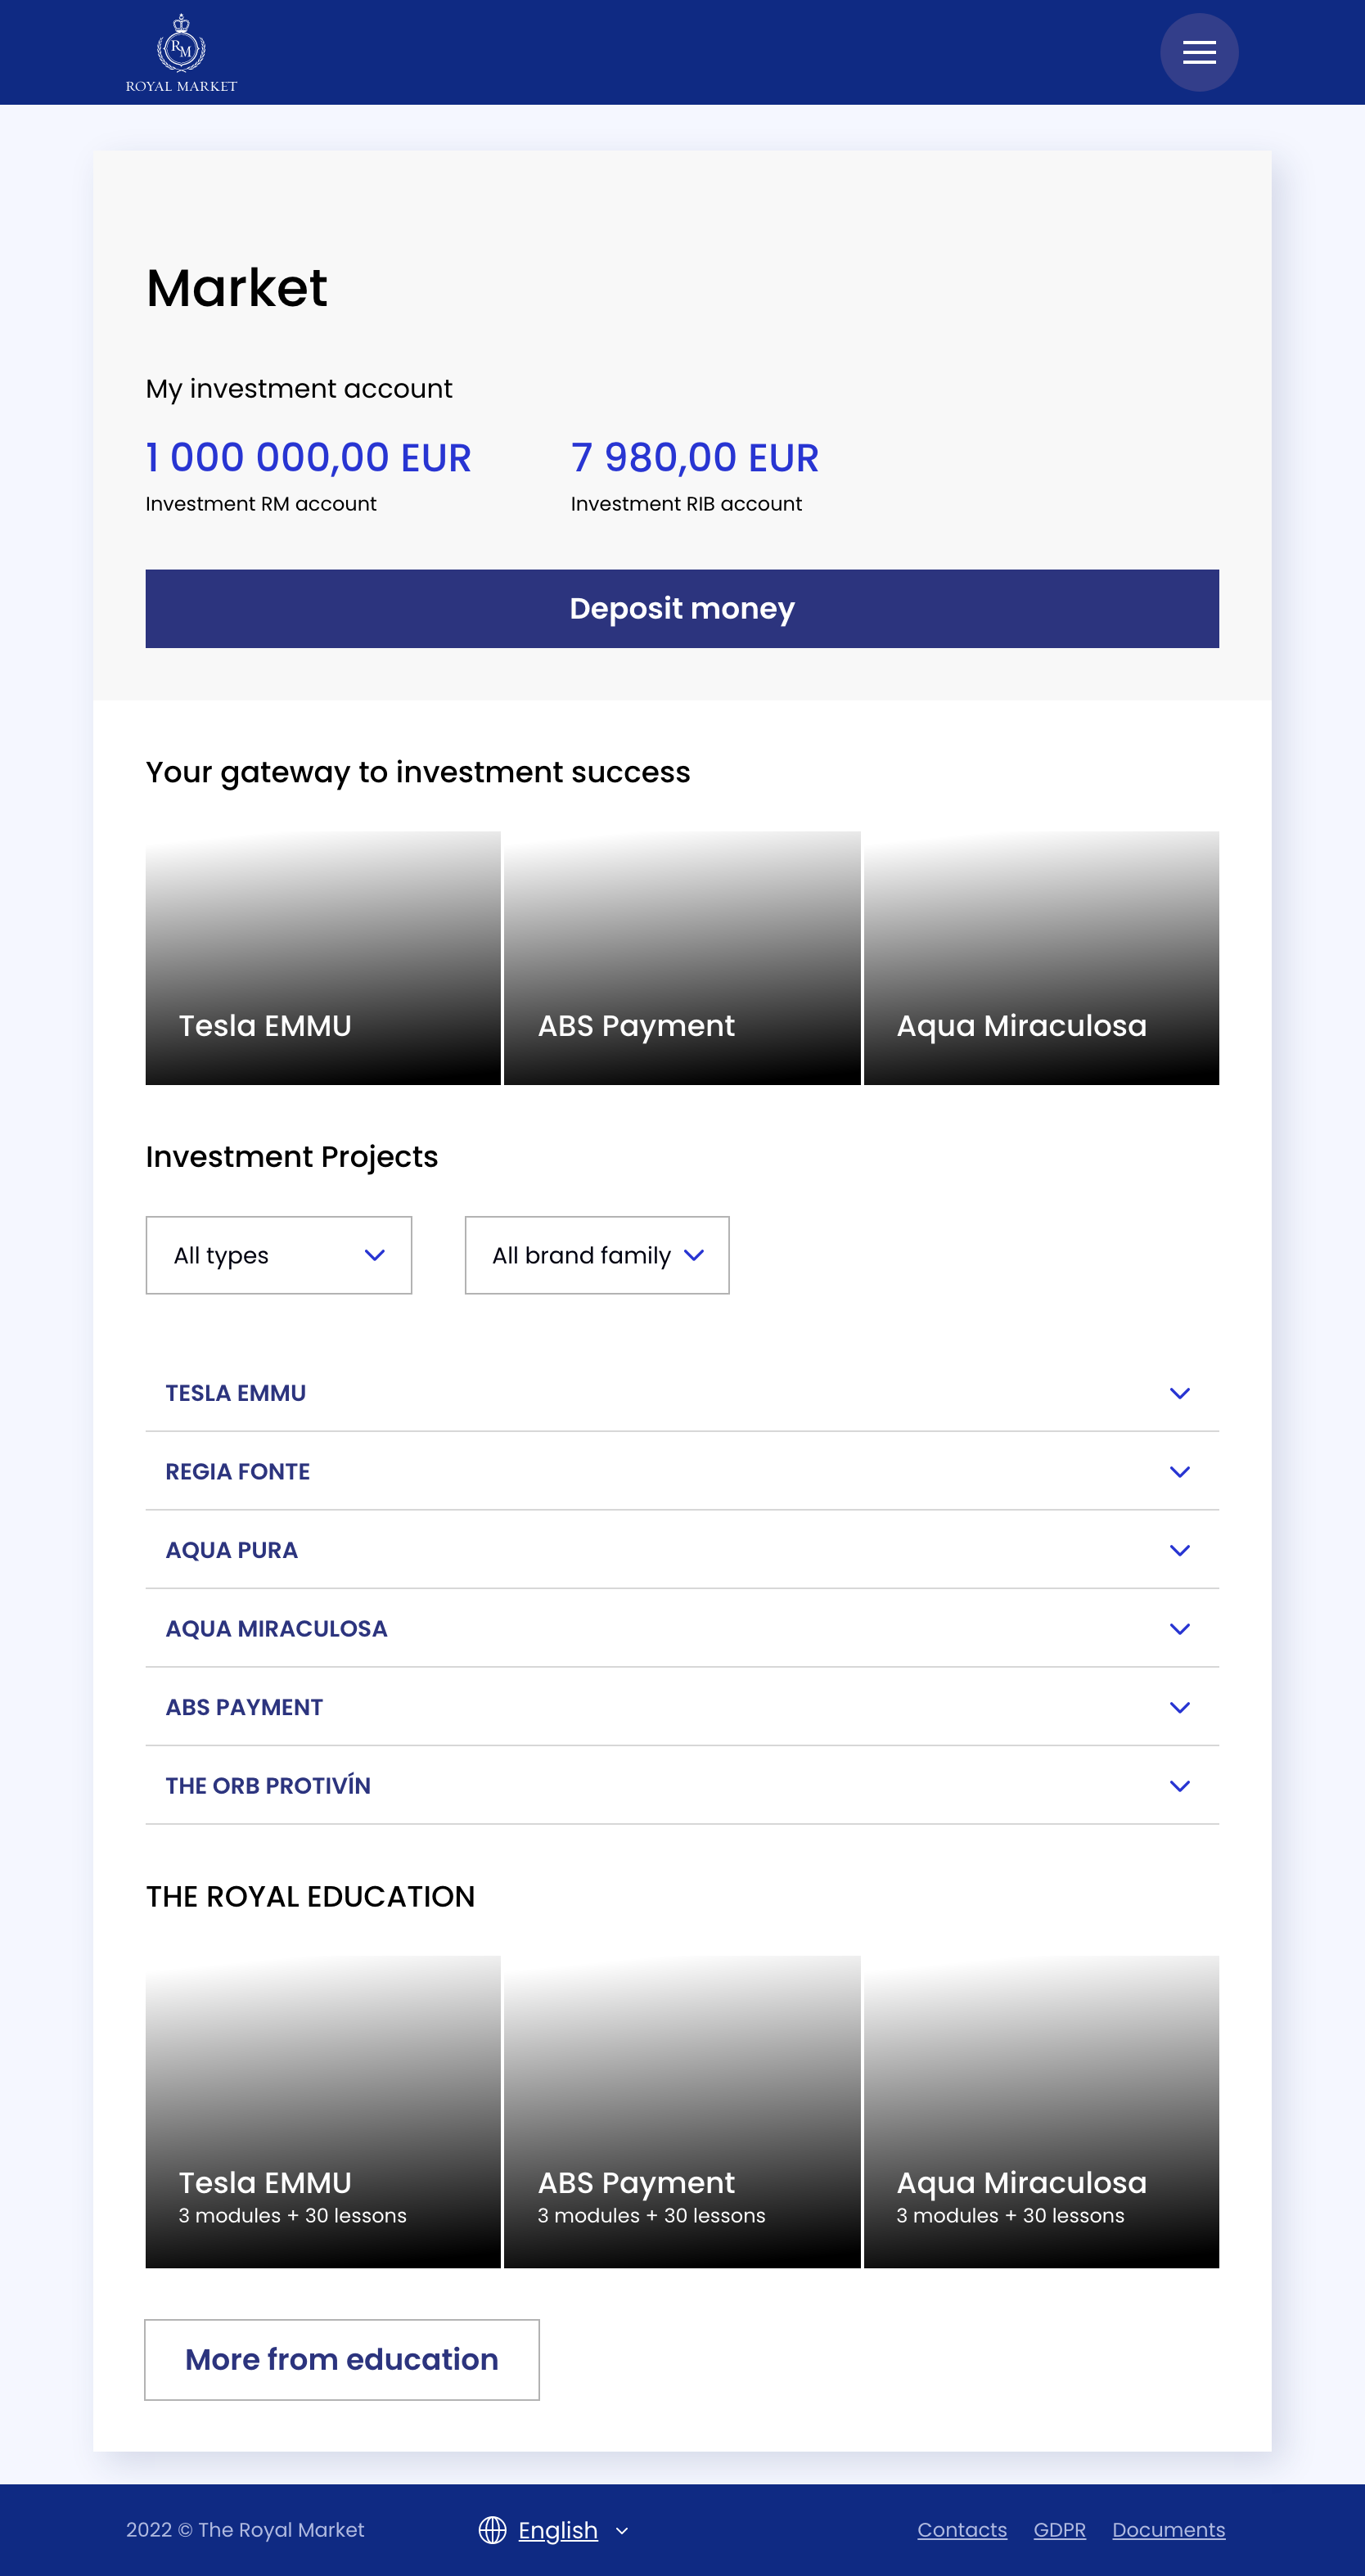 RM
ROYAL MARKET
Market
My investment account
1 000 000,00 EUR
Investment RM account
7 980,00 EUR
Investment RIB account
Deposit money
Your gateway to investment success
Tesla EMMU
ABS Payment
Aqua Miraculosa
Investment Projects
All types
All brand family
TESLA EMMU
REGIA FONTE
AQUA PURA
AQUA MIRACULOSA
ABS PAYMENT
THE ORB PROTIVÍN
THE ROYAL EDUCATION
Tesla EMMU
3 modules + 30 lessons
ABS Payment
3 modules + 30 lessons
Aqua Miraculosa
3 modules + 30 lessons
More from education
2022 © The Royal Market
English
Contacts
GDPR
Documents